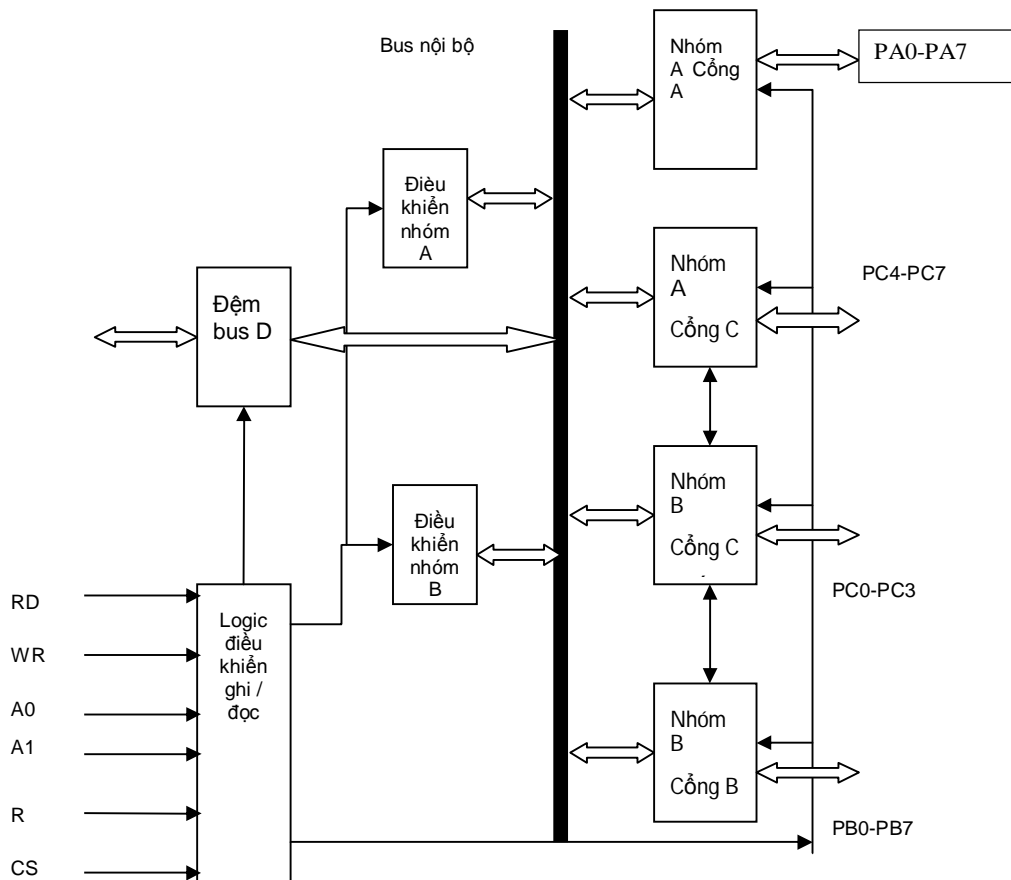 Bus nội bộ
Nhóm
A Cổng
A
PA0-PA7
Đièu
khiển
nhóm
A
Nhóm
A
Cổng C
PC4-PC7
Đệm
bus D
Nhóm
B
Cổng C
PC0-PC3
Điều
khiển
nhóm
B
Logic
điều
khiển
ghi /
đọc
RD
WR
A0
A1
R
CS
Nhóm
B
Cổng B
PB0-PB7